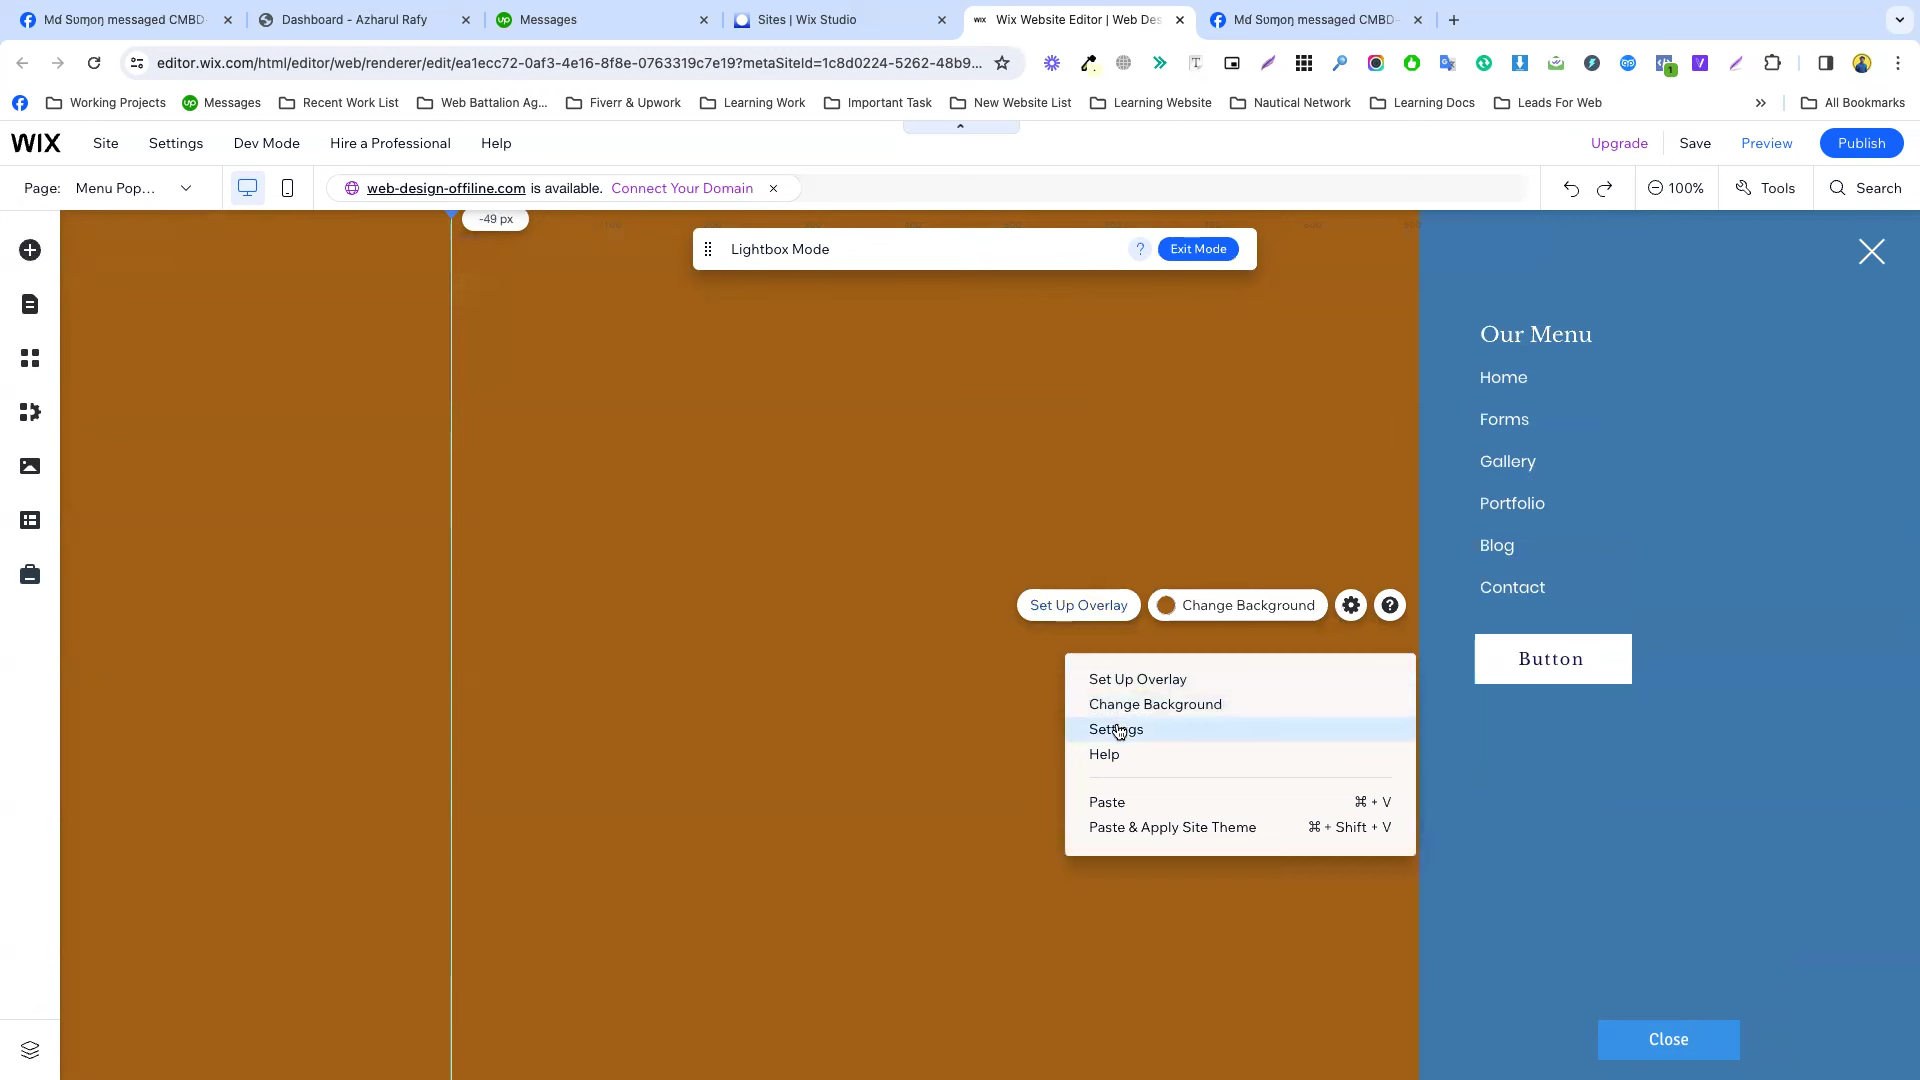 Mď Sυɱoɳ messaged CMBD-
Dashboard - Azharul Rafy
Messages
Sites | Wix Studio
Wix Website Editor | Web Des
Mď Sυɱoɳ messaged CMBD-
editor.wix.com/html/editor/web/renderer/edit/ea1ecc72-0af3-4e16-8f8e-0763319c7e19?metaSiteId=1c8d0224-5262-48b9...
Working Projects
Messages
Recent Work List
Web Battalion Ag...
Fiverr & Upwork
Learning Work
Important Task
New Website List
Learning Website
Nautical Network
Learning Docs
Leads For Web
All Bookmarks
WIX
Site
Settings
Dev Mode
Hire a Professional
Help
Upgrade
Save
Preview
Publish
Page: Menu Pop...
web-design-offiline.com is available. Connect Your Domain
100%
Tools
Search
-49 px
Lightbox Mode
?
Exit Mode
Our Menu
Home
Forms
Gallery
Portfolio
Blog
Contact
Button
Set Up Overlay
Change Background
?
Set Up Overlay
Change Background
Settings
Help
Paste ⌘ + V
Paste & Apply Site Theme ⌘ + Shift + V
Close